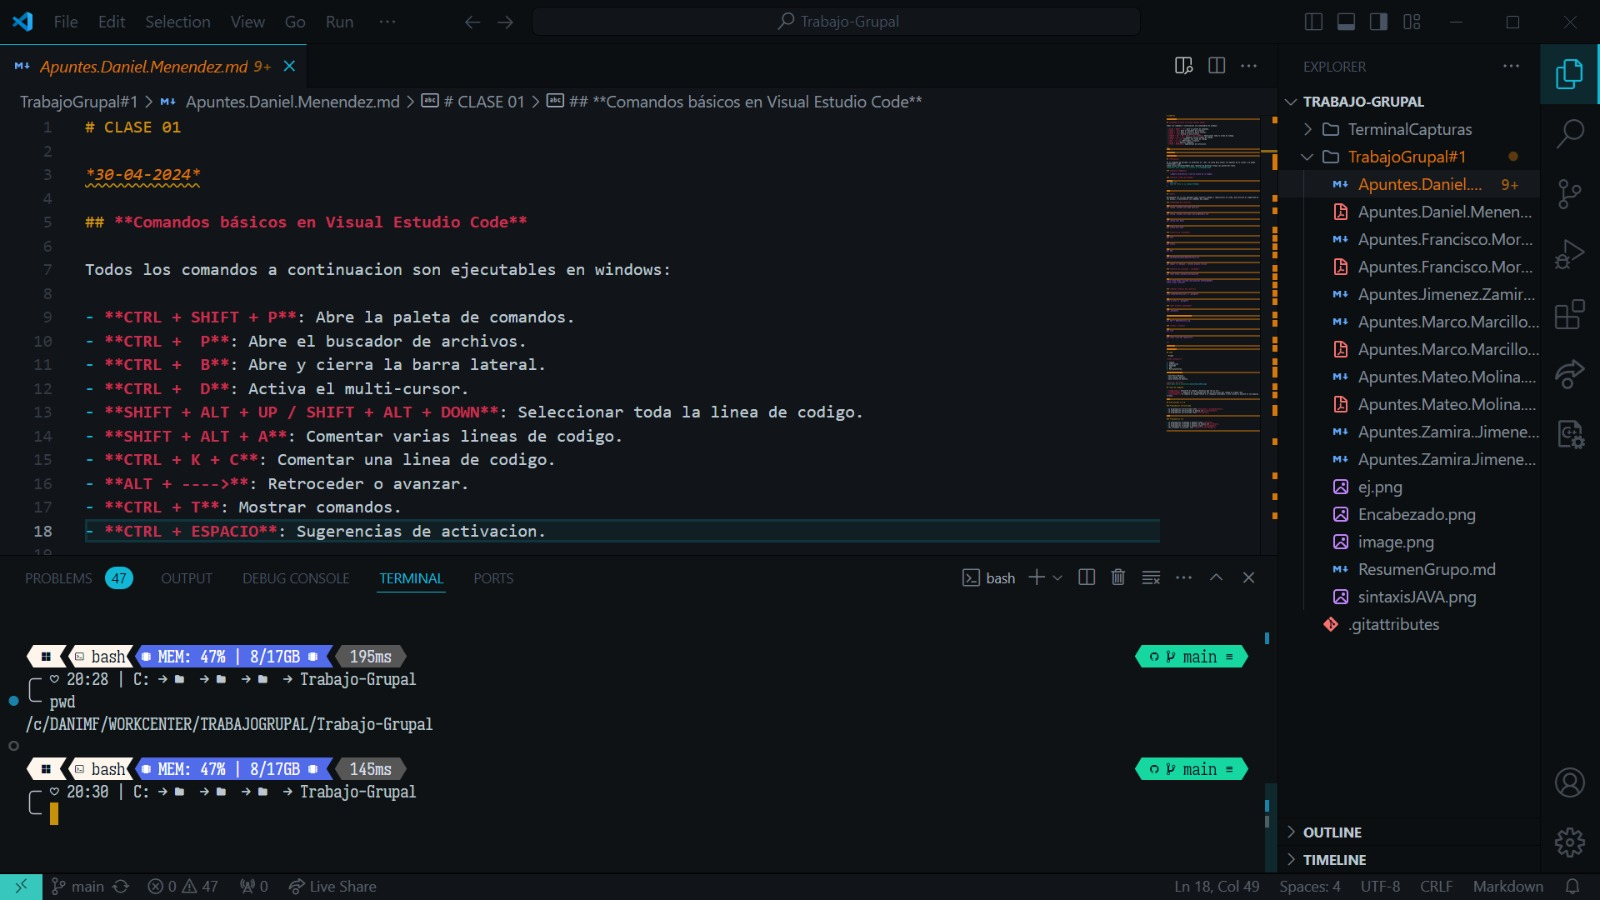 File Edit Selection View Go Run ···
Trabajo-Grupal
Apuntes.Daniel.Menendez.md 9+
TrabajoGrupal#1 > Apuntes.Daniel.Menendez.md > # CLASE 01 > ## **Comandos básicos en Visual Estudio Code**
1 # CLASE 01
2
3 *30-04-2024*
4
5 ## **Comandos básicos en Visual Estudio Code**
6
7 Todos los comandos a continuacion son ejecutables en windows:
8
9 - **CTRL + SHIFT + P**: Abre la paleta de comandos.
10 - **CTRL +  P**: Abre el buscador de archivos.
11 - **CTRL +  B**: Abre y cierra la barra lateral.
12 - **CTRL +  D**: Activa el multi-cursor.
13 - **SHIFT + ALT + UP / SHIFT + ALT + DOWN**: Seleccionar toda la linea de codigo.
14 - **SHIFT + ALT + A**: Comentar varias lineas de codigo.
15 - **CTRL + K + C**: Comentar una linea de codigo.
16 - **ALT + ---->**: Retroceder o avanzar.
17 - **CTRL + T**: Mostrar comandos.
18 - **CTRL + ESPACIO**: Sugerencias de activacion.
19
PROBLEMS 47 OUTPUT DEBUG CONSOLE TERMINAL PORTS
bash
bash MEM: 47% | 8/17GB 195ms main ≡
20:28 | C: → → → → Trabajo-Grupal
pwd
/c/DANIMF/WORKCENTER/TRABAJOGRUPAL/Trabajo-Grupal
bash MEM: 47% | 8/17GB 145ms main ≡
20:30 | C: → → → → Trabajo-Grupal
EXPLORER
TRABAJO-GRUPAL
TerminalCapturas
TrabajoGrupal#1
Apuntes.Daniel.... 9+
Apuntes.Daniel.Menen...
Apuntes.Francisco.Mor...
Apuntes.Francisco.Mor...
Apuntes.Jimenez.Zamir...
Apuntes.Marco.Marcillo...
Apuntes.Marco.Marcillo...
Apuntes.Mateo.Molina....
Apuntes.Mateo.Molina....
Apuntes.Zamira.Jimene...
Apuntes.Zamira.Jimene...
ej.png
Encabezado.png
image.png
ResumenGrupo.md
sintaxisJAVA.png
.gitattributes
OUTLINE
TIMELINE
main 0 47 0 Live Share
Ln 18, Col 49 Spaces: 4 UTF-8 CRLF Markdown